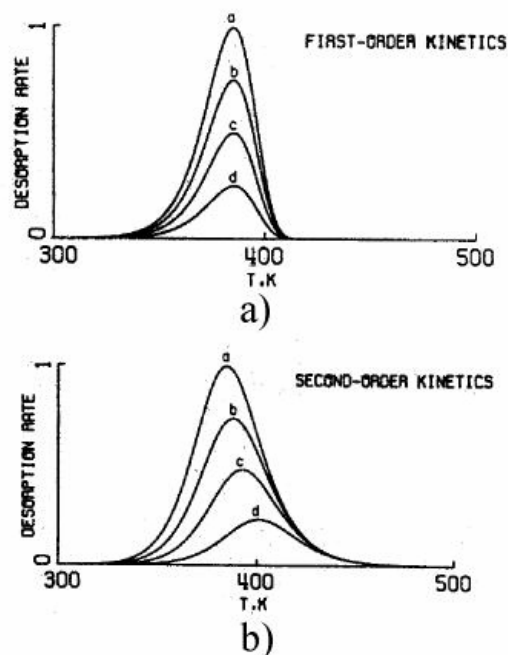 1
a
FIRST-ORDER KINETICS
b
c
d
DESORPTION RATE
0
300 400 500
T.K
a)
1
a
SECOND-ORDER KINETICS
b
c
d
DESORPTION RATE
0
300 400 500
T.K
b)